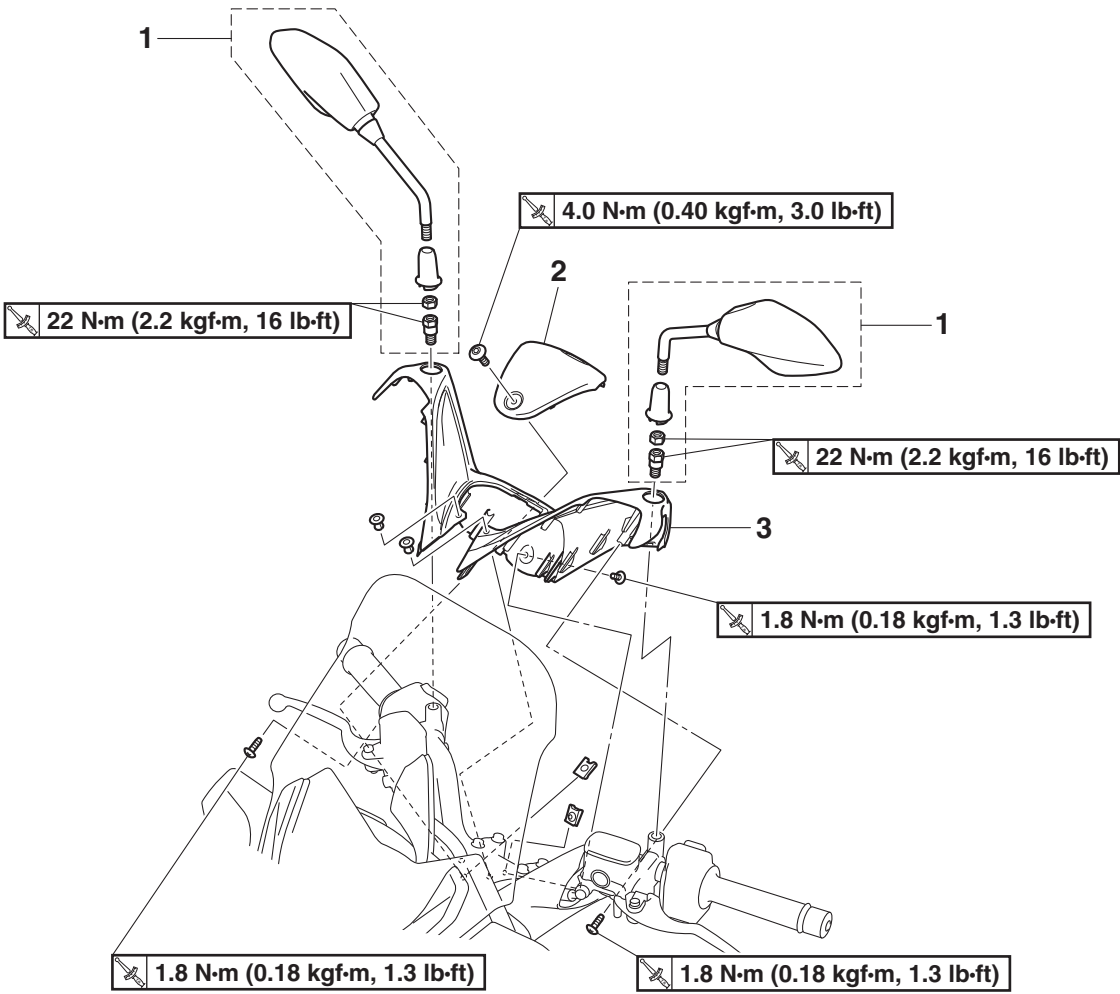 1
4.0 N•m (0.40 kgf•m, 3.0 lb•ft)
2
22 N•m (2.2 kgf•m, 16 lb•ft)
1
22 N•m (2.2 kgf•m, 16 lb•ft)
3
1.8 N•m (0.18 kgf•m, 1.3 lb•ft)
1.8 N•m (0.18 kgf•m, 1.3 lb•ft)
1.8 N•m (0.18 kgf•m, 1.3 lb•ft)